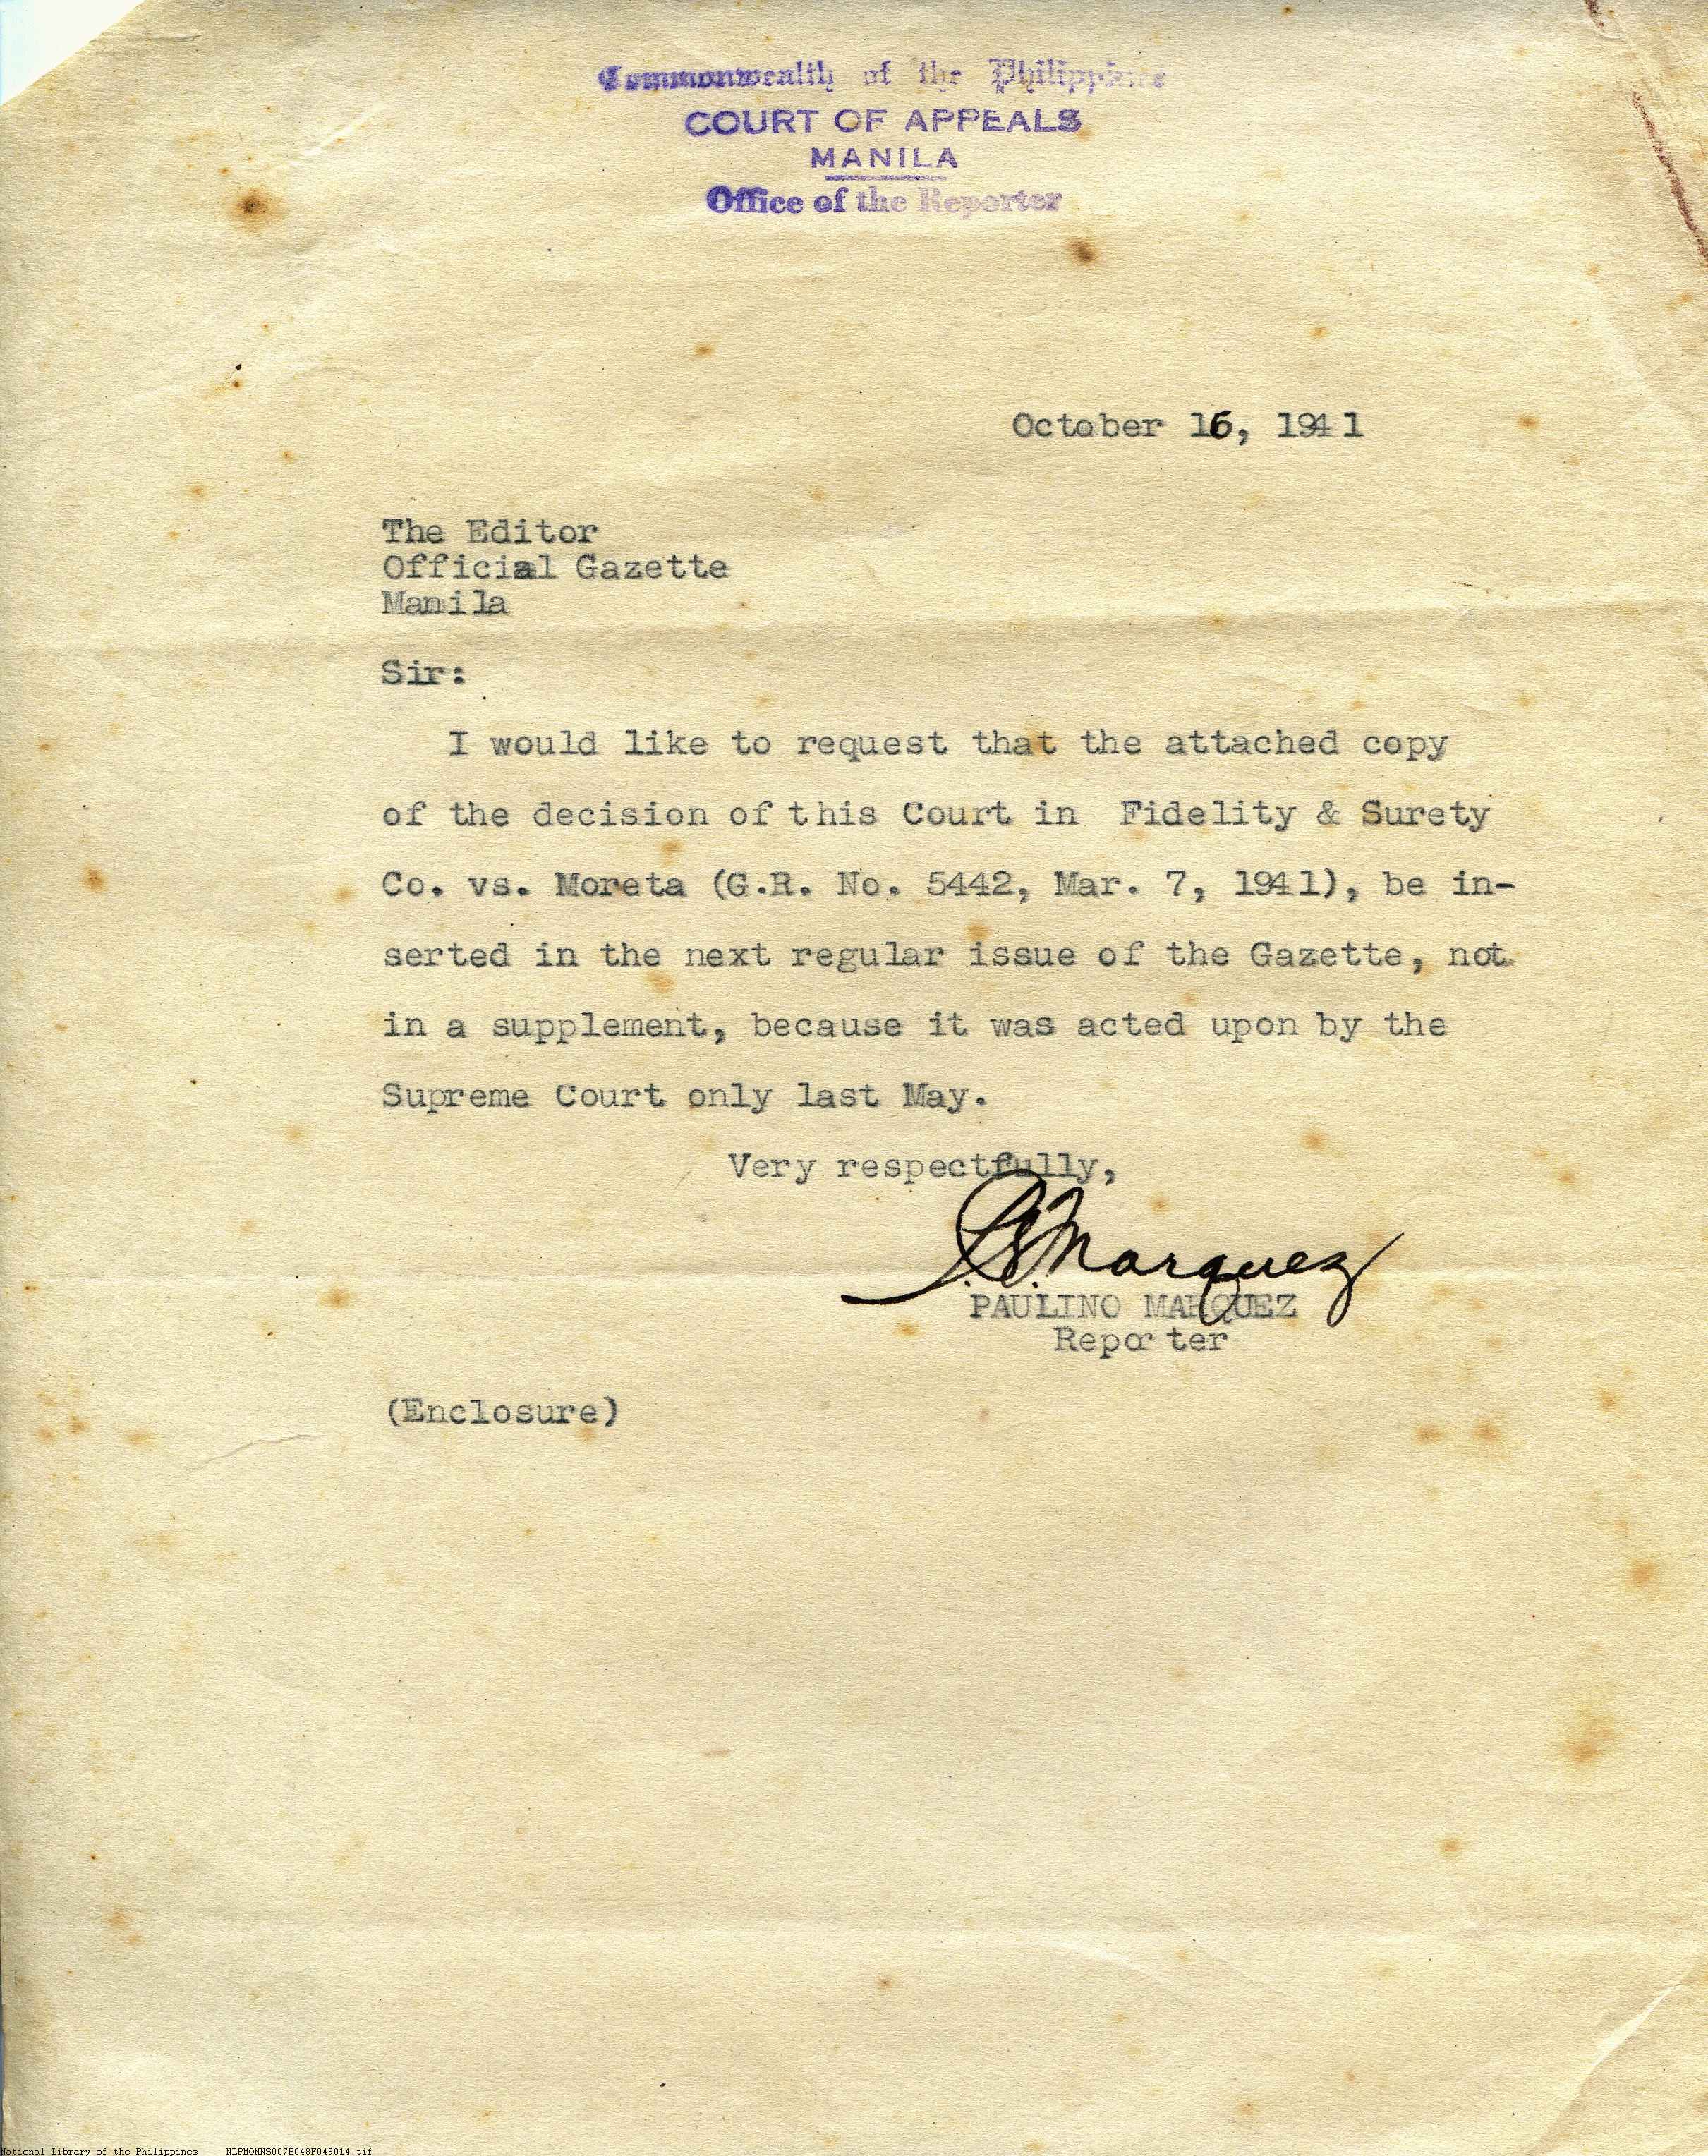 Commonwealth of the Philippines
COURT OF APPEALS
MANILA
Office of the Reporter
October 16, 1941
The Editor
Official Gazette
Manila
Sir:
I would like to request that the attached copy
of the decision of this Court in Fidelity & Surety
Co. vs. Moreta (G.R. No. 5442, Mar. 7, 1941), be in-
serted in the next regular issue of the Gazette, not
in a supplement, because it was acted upon by the
Supreme Court only last May.
Very respectfully,
P.S. Marquez
PAULINO MARQUEZ
Reporter
(Enclosure)
National Library of the Philippines NLPMQMNS007B048F049014.tif